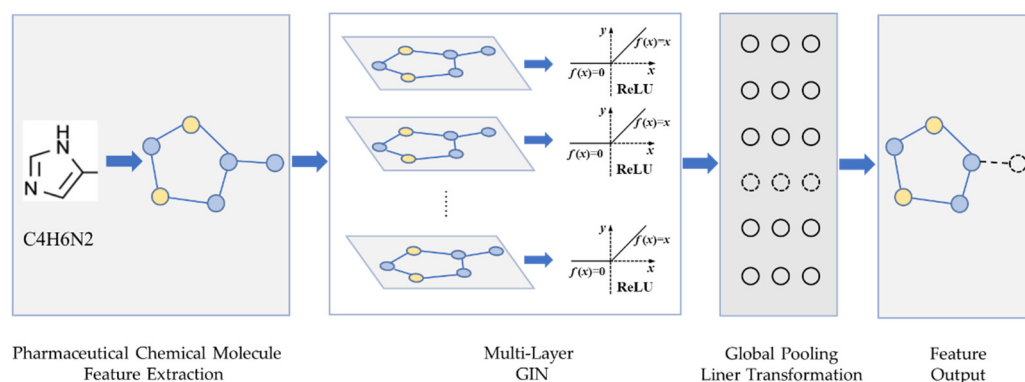 H
N
N
C4H6N2
y
f(x)=x
f(x)=0
x
ReLU
y
f(x)=x
f(x)=0
x
ReLU
y
f(x)=x
f(x)=0
x
ReLU
Pharmaceutical Chemical Molecule
Feature Extraction
Multi-Layer
GIN
Global Pooling
Liner Transformation
Feature
Output